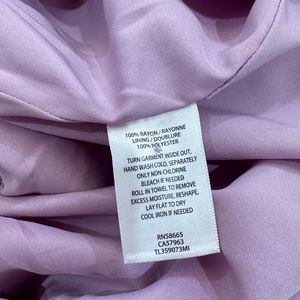 100% RAYON / RAYONNE
LINING / DOUBLURE
100% POLYESTER
TURN GARMENT INSIDE OUT,
HAND WASH COLD, SEPARATELY
ONLY NON-CHLORINE
BLEACH IF NEEDED
ROLL IN TOWEL TO REMOVE
EXCESS MOISTURE, RESHAPE,
LAY FLAT TO DRY
COOL IRON IF NEEDED
RN58665
CA57963
TL359073MI